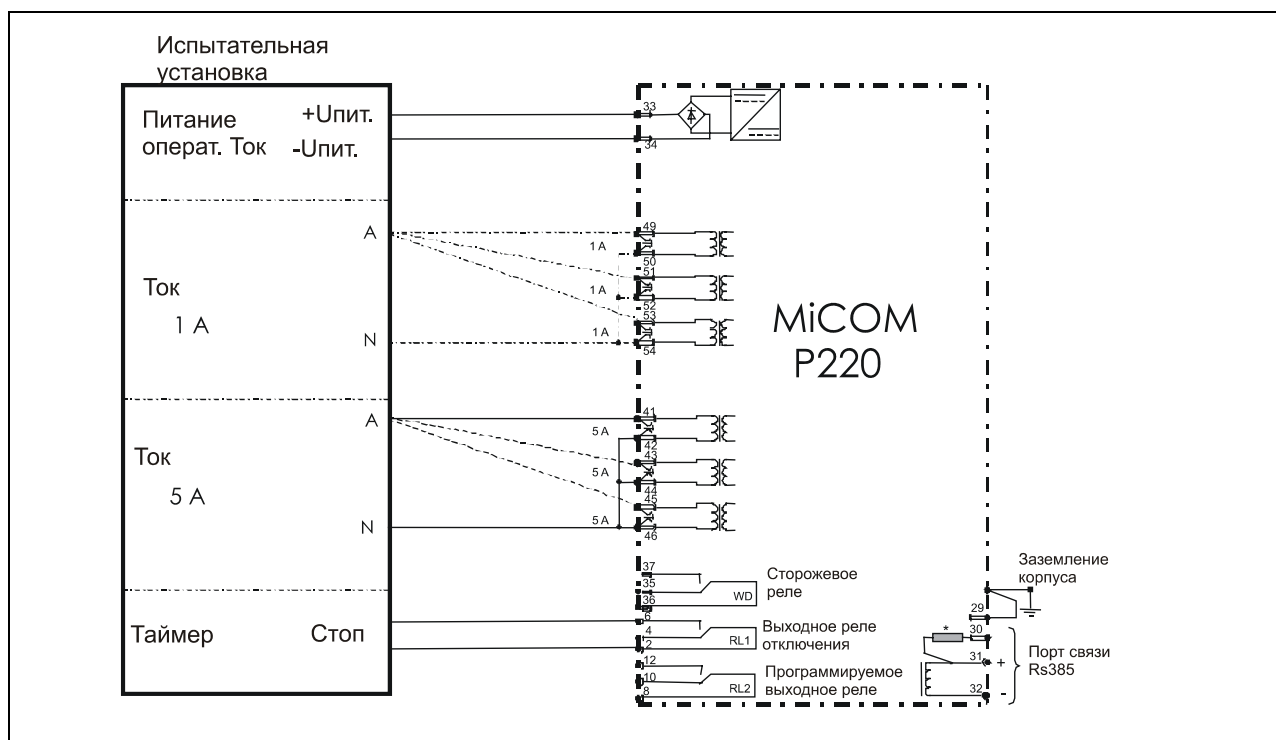 Испытательная
установка
Питание
операт. Ток
+Uпит.
-Uпит.
A
Ток
1 A
N
A
Ток
5 A
N
Таймер
Стоп
33
34
49
1 A
50
51
1 A
52
53
1 A
54
41
5 A
42
43
5 A
44
45
5 A
46
MiCOM
P220
37
35
36
WD
Сторожевое
реле
6
4
2
RL1
Выходное реле
отключения
12
10
8
RL2
Программируемое
выходное реле
Заземление
корпуса
29
30
*
31
+
32
-
Порт связи
Rs385